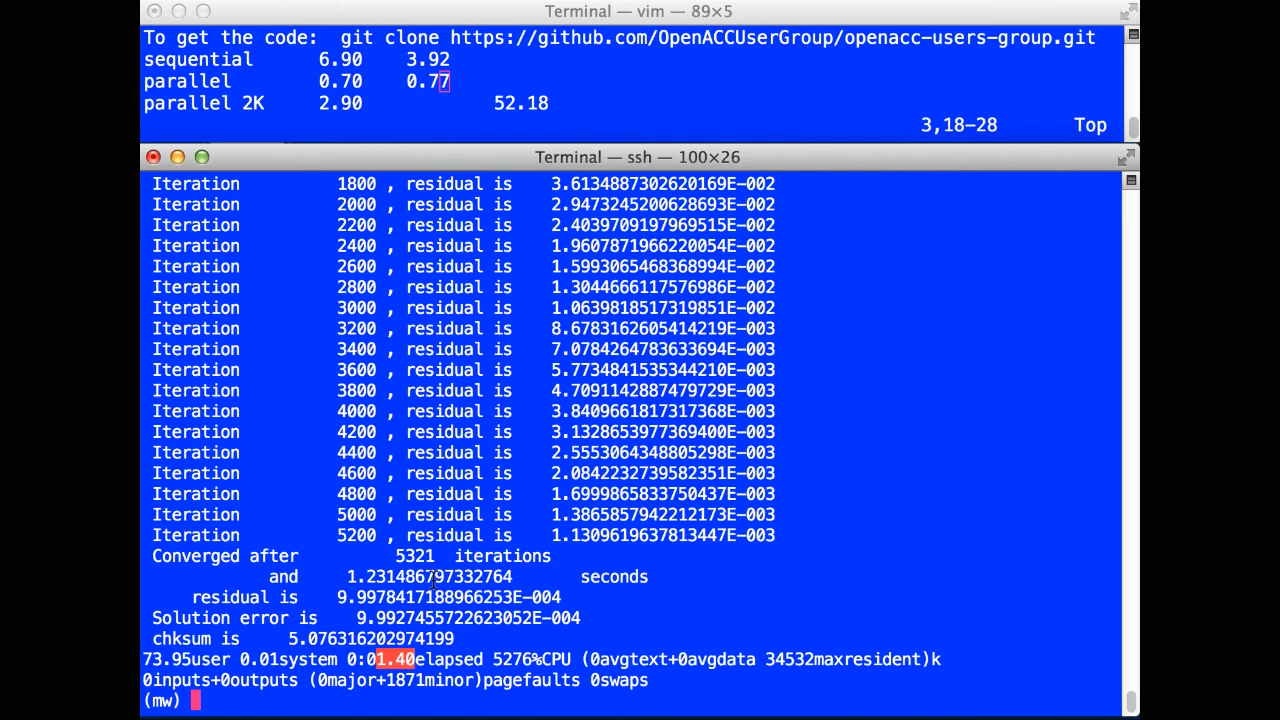 Terminal — vim — 89×5
To get the code:  git clone https://github.com/OpenACCUserGroup/openacc-users-group.git
sequential 6.90 3.92
parallel 0.70 0.77
parallel 2K 2.90 52.18
3,18-28 Top
Terminal — ssh — 100×26
Iteration 1800 , residual is 3.6134887302620169E-002
Iteration 2000 , residual is 2.9473245200628693E-002
Iteration 2200 , residual is 2.4039709197969515E-002
Iteration 2400 , residual is 1.9607871966220054E-002
Iteration 2600 , residual is 1.5993065468368994E-002
Iteration 2800 , residual is 1.3044666117576986E-002
Iteration 3000 , residual is 1.0639818517319851E-002
Iteration 3200 , residual is 8.6783162605414219E-003
Iteration 3400 , residual is 7.0784264783633694E-003
Iteration 3600 , residual is 5.7734841535344210E-003
Iteration 3800 , residual is 4.7091142887479729E-003
Iteration 4000 , residual is 3.8409661817317368E-003
Iteration 4200 , residual is 3.1328653977369400E-003
Iteration 4400 , residual is 2.5553064348805298E-003
Iteration 4600 , residual is 2.0842232739582351E-003
Iteration 4800 , residual is 1.6999865833750437E-003
Iteration 5000 , residual is 1.3865857942212173E-003
Iteration 5200 , residual is 1.1309619637813447E-003
Converged after 5321 iterations
and 1.231486797332764 seconds
residual is 9.9978417188966253E-004
Solution error is 9.9927455722623052E-004
chksum is 5.076316202974199
73.95user 0.01system 0:01.40elapsed 5276%CPU (0avgtext+0avgdata 34532maxresident)k
0inputs+0outputs (0major+1871minor)pagefaults 0swaps
(mw)